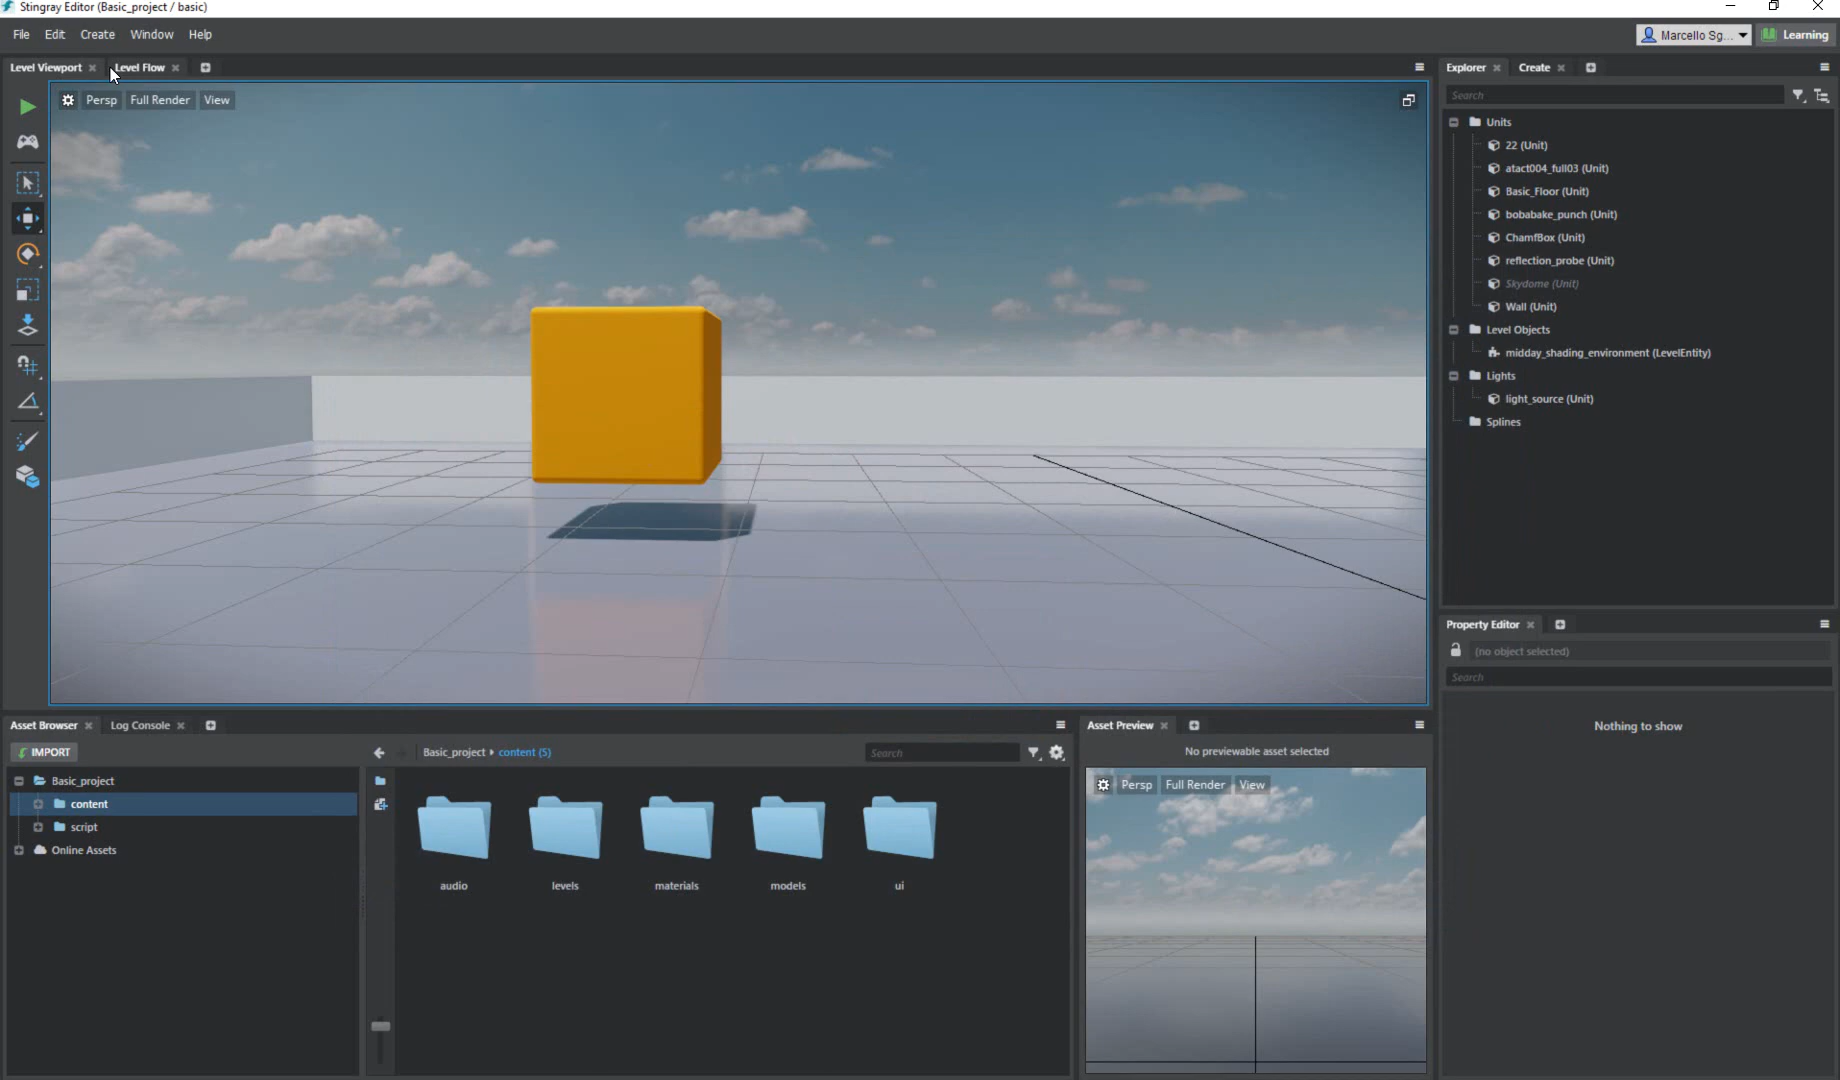 Stingray Editor (Basic_project / basic)
File Edit Create Window Help
Marcello Sg... Learning
Level Viewport Level Flow
Persp Full Render View
Explorer Create
Search
Units
22 (Unit)
atact004_full03 (Unit)
Basic_Floor (Unit)
bobabake_punch (Unit)
ChamfBox (Unit)
reflection_probe (Unit)
Skydome (Unit)
Wall (Unit)
Level Objects
midday_shading_environment (LevelEntity)
Lights
light_source (Unit)
Splines
Property Editor
(no object selected)
Search
Nothing to show
Asset Browser Log Console
IMPORT
Basic_project content (5)
Search
Basic_project
content
script
Online Assets
audio levels materials models ui
Asset Preview
No previewable asset selected
Persp Full Render View